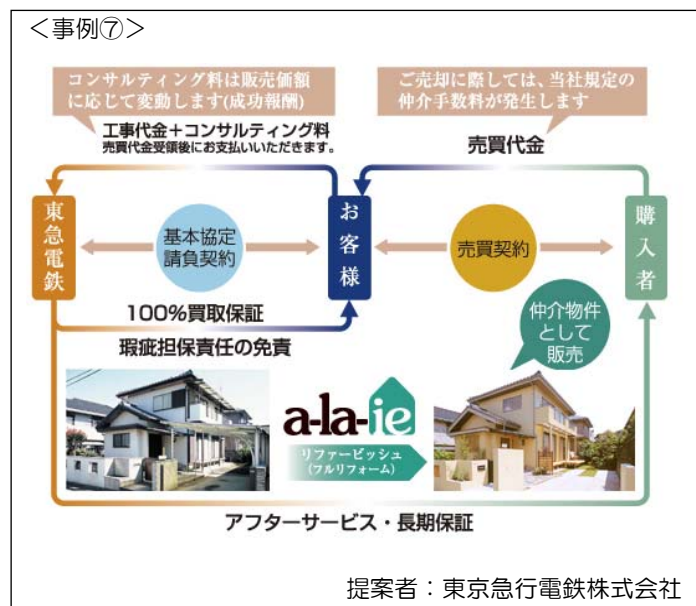 ＜事例⑦＞
コンサルティング料は販売価額
に応じて変動します(成功報酬)
ご売却に際しては、当社規定の
仲介手数料が発生します
工事代金＋コンサルティング料
売買代金受領後にお支払いいただきます。
売買代金
東急電鉄
基本協定
請負契約
お客様
売買契約
購入者
100%買取保証
瑕疵担保責任の免責
仲介物件
として
販売
a-la-ie
リファービッシュ
(フルリフォーム)
アフターサービス・長期保証
提案者：東京急行電鉄株式会社